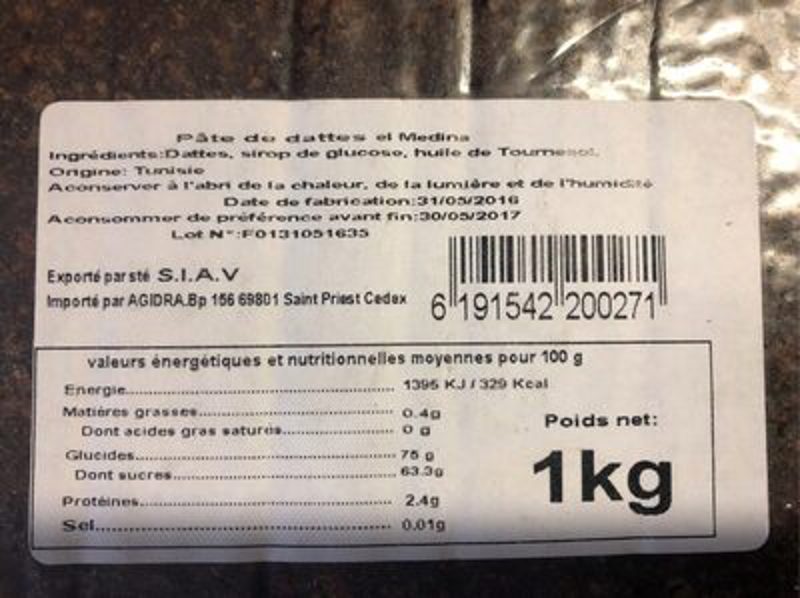 Pâte de dattes el Medina
Ingrédients:Dattes, sirop de glucose, huile de Tournesol.
Origine: Tunisie
Aconserver à l'abri de la chaleur, de la lumière et de l'humidité
Date de fabrication:31/05/2016
Aconsommer de préférence avant fin:30/05/2017
Lot N°:F0131051635
Exporté par sté S.I.A.V
Importé par AGIDRA.Bp 156 69801 Saint Priest Cedex
6 191542 200271
valeurs énergétiques et nutritionnelles moyennes pour 100 g
Energie.......................... 1395 KJ / 329 Kcal
Matières grasses.......................... 0.4g
Dont acides gras saturés.......................... 0 g
Glucides.......................... 75 g
Dont sucres.......................... 63.3g
Protéines.......................... 2.4g
Sel.......................... 0.01g
Poids net:
1kg